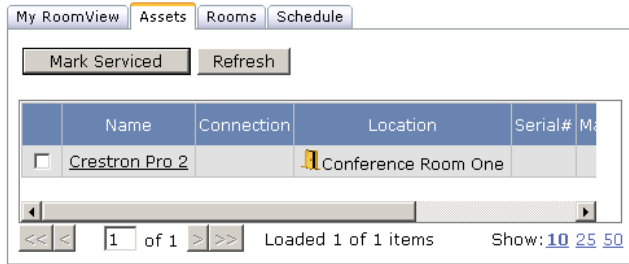 My RoomView Assets Rooms Schedule
Mark Serviced Refresh
Name Connection Location Serial# Ma
Crestron Pro 2 Conference Room One
<< < 1 of 1 > >> Loaded 1 of 1 items Show: 10 25 50